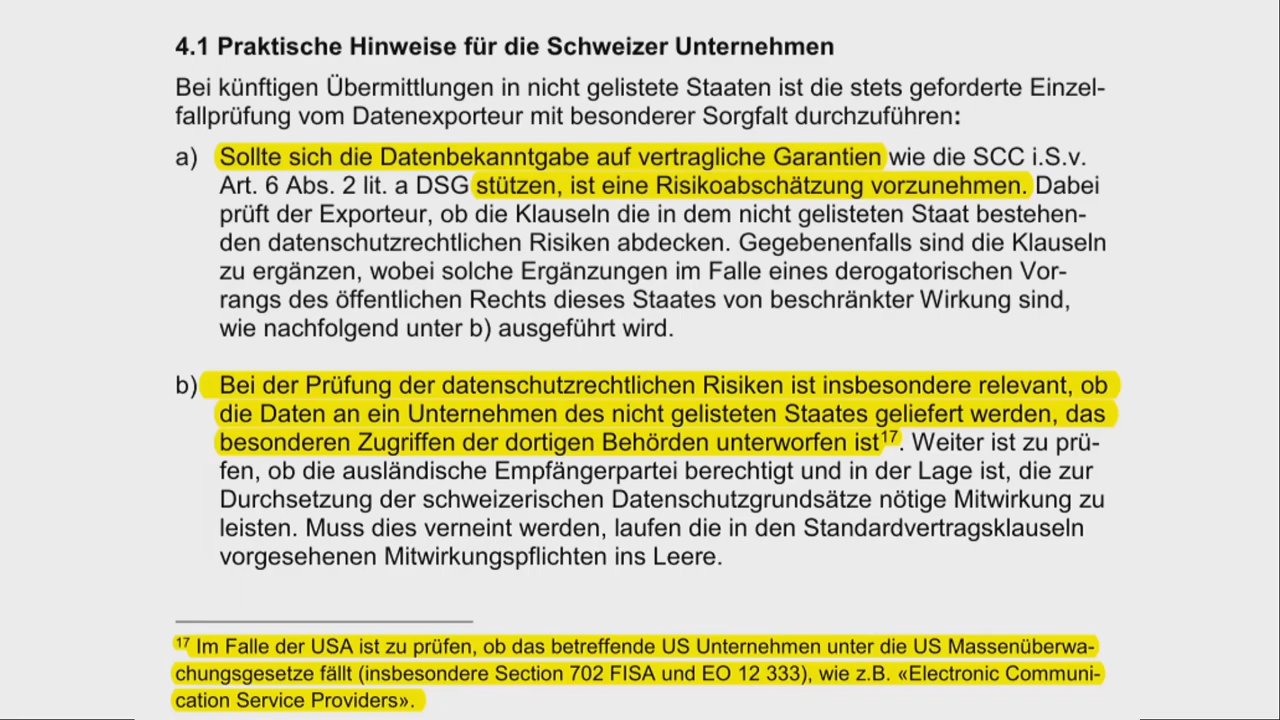 4.1 Praktische Hinweise für die Schweizer Unternehmen
Bei künftigen Übermittlungen in nicht gelistete Staaten ist die stets geforderte Einzel-
fallprüfung vom Datenexporteur mit besonderer Sorgfalt durchzuführen:
a) Sollte sich die Datenbekanntgabe auf vertragliche Garantien wie die SCC i.S.v.
Art. 6 Abs. 2 lit. a DSG stützen, ist eine Risikoabschätzung vorzunehmen. Dabei
prüft der Exporteur, ob die Klauseln die in dem nicht gelisteten Staat bestehen-
den datenschutzrechtlichen Risiken abdecken. Gegebenenfalls sind die Klauseln
zu ergänzen, wobei solche Ergänzungen im Falle eines derogatorischen Vor-
rangs des öffentlichen Rechts dieses Staates von beschränkter Wirkung sind,
wie nachfolgend unter b) ausgeführt wird.
b) Bei der Prüfung der datenschutzrechtlichen Risiken ist insbesondere relevant, ob
die Daten an ein Unternehmen des nicht gelisteten Staates geliefert werden, das
besonderen Zugriffen der dortigen Behörden unterworfen ist¹⁷. Weiter ist zu prü-
fen, ob die ausländische Empfängerpartei berechtigt und in der Lage ist, die zur
Durchsetzung der schweizerischen Datenschutzgrundsätze nötige Mitwirkung zu
leisten. Muss dies verneint werden, laufen die in den Standardvertragsklauseln
vorgesehenen Mitwirkungspflichten ins Leere.
¹⁷ Im Falle der USA ist zu prüfen, ob das betreffende US Unternehmen unter die US Massenüberwa-
chungsgesetze fällt (insbesondere Section 702 FISA und EO 12 333), wie z.B. «Electronic Communi-
cation Service Providers».